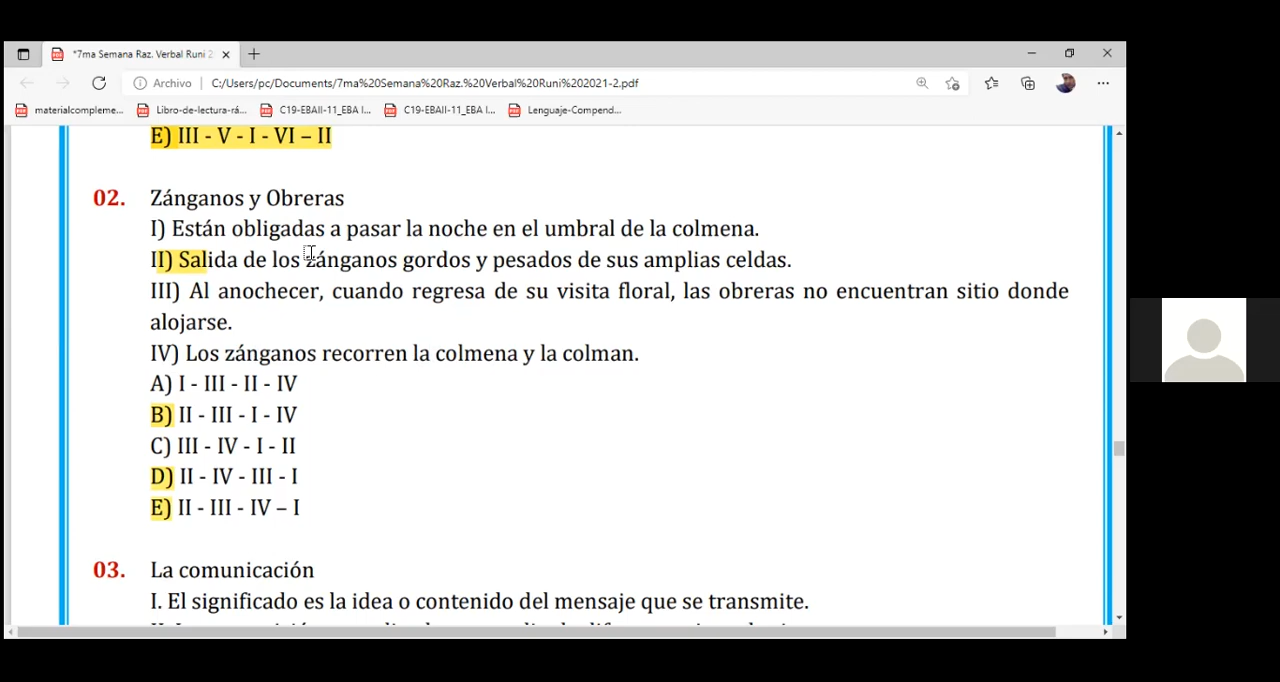 *7ma Semana Raz. Verbal Runi 2
Archivo | C:/Users/pc/Documents/7ma%20Semana%20Raz.%20Verbal%20Runi%202021-2.pdf
materialcompleme... Libro-de-lectura-rá... C19-EBAII-11_EBA I... C19-EBAII-11_EBA I... Lenguaje-Compend...
E) III - V - I - VI – II
02. Zánganos y Obreras
I) Están obligadas a pasar la noche en el umbral de la colmena.
II) Salida de los zánganos gordos y pesados de sus amplias celdas.
III) Al anochecer, cuando regresa de su visita floral, las obreras no encuentran sitio donde
alojarse.
IV) Los zánganos recorren la colmena y la colman.
A) I - III - II - IV
B) II - III - I - IV
C) III - IV - I - II
D) II - IV - III - I
E) II - III - IV – I
03. La comunicación
I. El significado es la idea o contenido del mensaje que se transmite.